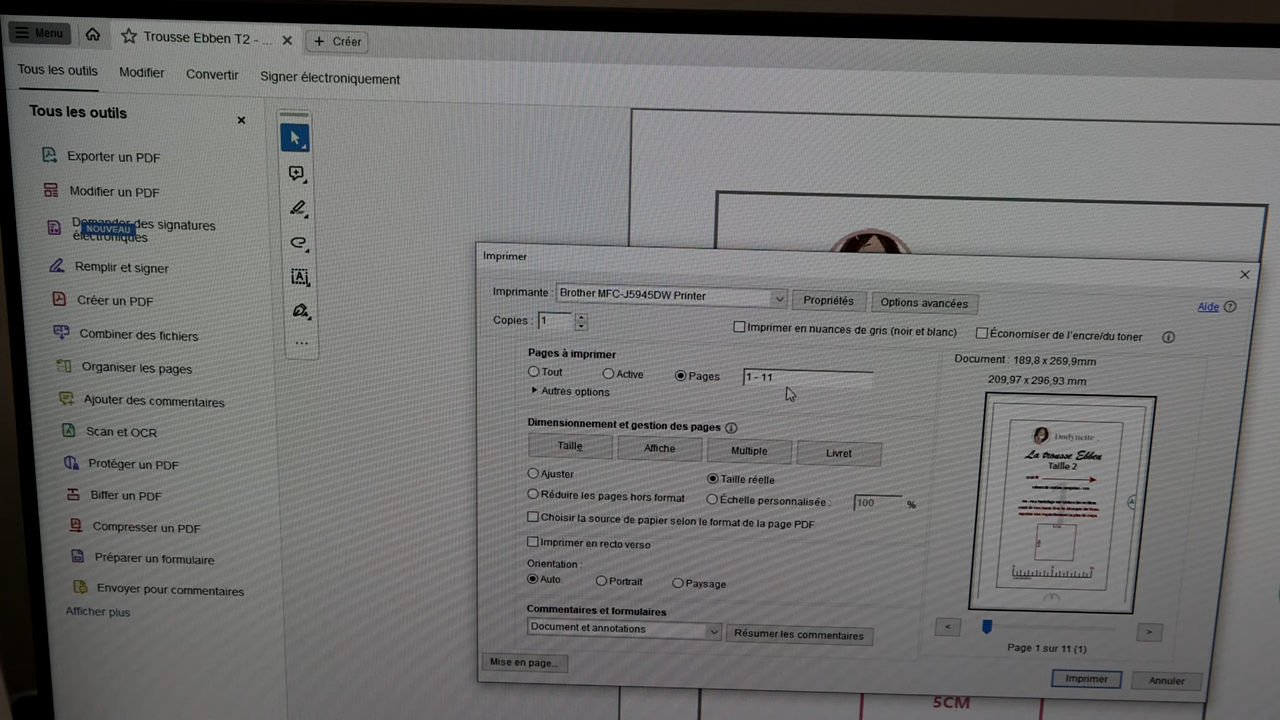 Menu
Trousse Ebben T2 - ...
Créer
Tous les outils
Modifier
Convertir
Signer électroniquement
Tous les outils
Exporter un PDF
Modifier un PDF
Demander des signatures
électroniques
NOUVEAU
Remplir et signer
Créer un PDF
Combiner des fichiers
Organiser les pages
Ajouter des commentaires
Scan et OCR
Protéger un PDF
Biffer un PDF
Compresser un PDF
Préparer un formulaire
Envoyer pour commentaires
Afficher plus
Imprimer
Imprimante :
Brother MFC-J5945DW Printer
Propriétés
Options avancées
Aide
Copies :
1
Imprimer en nuances de gris (noir et blanc)
Économiser de l'encre/du toner
Pages à imprimer
Tout
Active
Pages
1 - 11
Autres options
Dimensionnement et gestion des pages
Taille
Affiche
Multiple
Livret
Ajuster
Taille réelle
Réduire les pages hors format
Échelle personnalisée :
100
%
Choisir la source de papier selon le format de la page PDF
Imprimer en recto verso
Orientation :
Auto
Portrait
Paysage
Commentaires et formulaires
Document et annotations
Résumer les commentaires
Mise en page...
Document : 189,8 x 269,9mm
209,97 x 296,93 mm
Dodynette
La trousse Ebben
Taille 2
<
>
Page 1 sur 11 (1)
Imprimer
Annuler
5CM